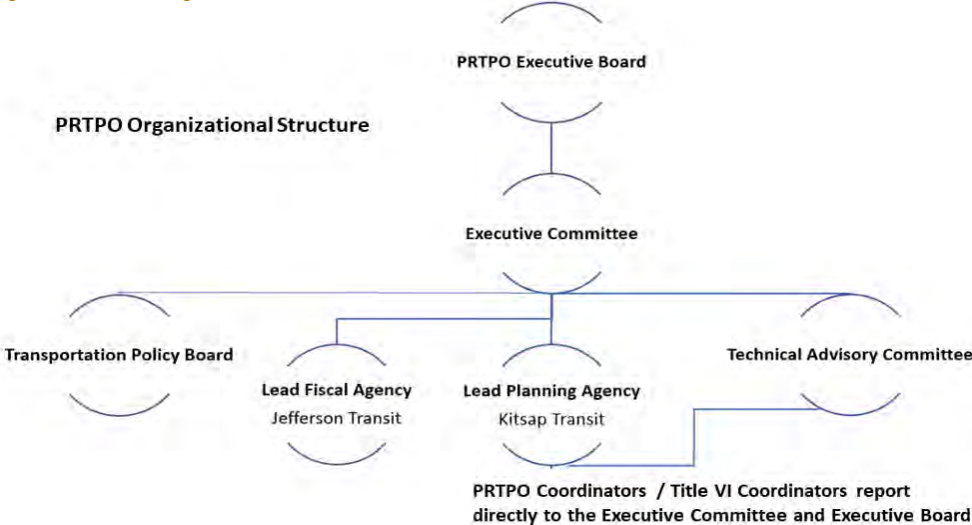 PRTPO Executive Board
PRTPO Organizational Structure
Executive Committee
Transportation Policy Board
Technical Advisory Committee
Lead Fiscal Agency
Jefferson Transit
Lead Planning Agency
Kitsap Transit
PRTPO Coordinators / Title VI Coordinators report
directly to the Executive Committee and Executive Board